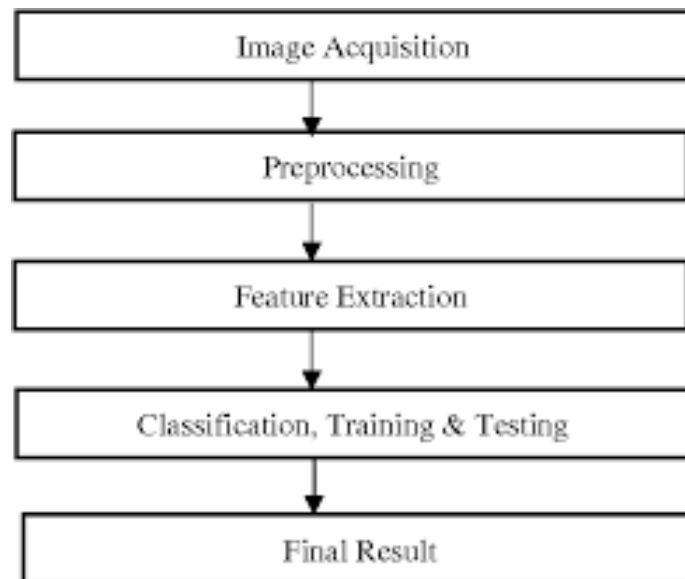 Image Acquisition
Preprocessing
Feature Extraction
Classification, Training & Testing
Final Result